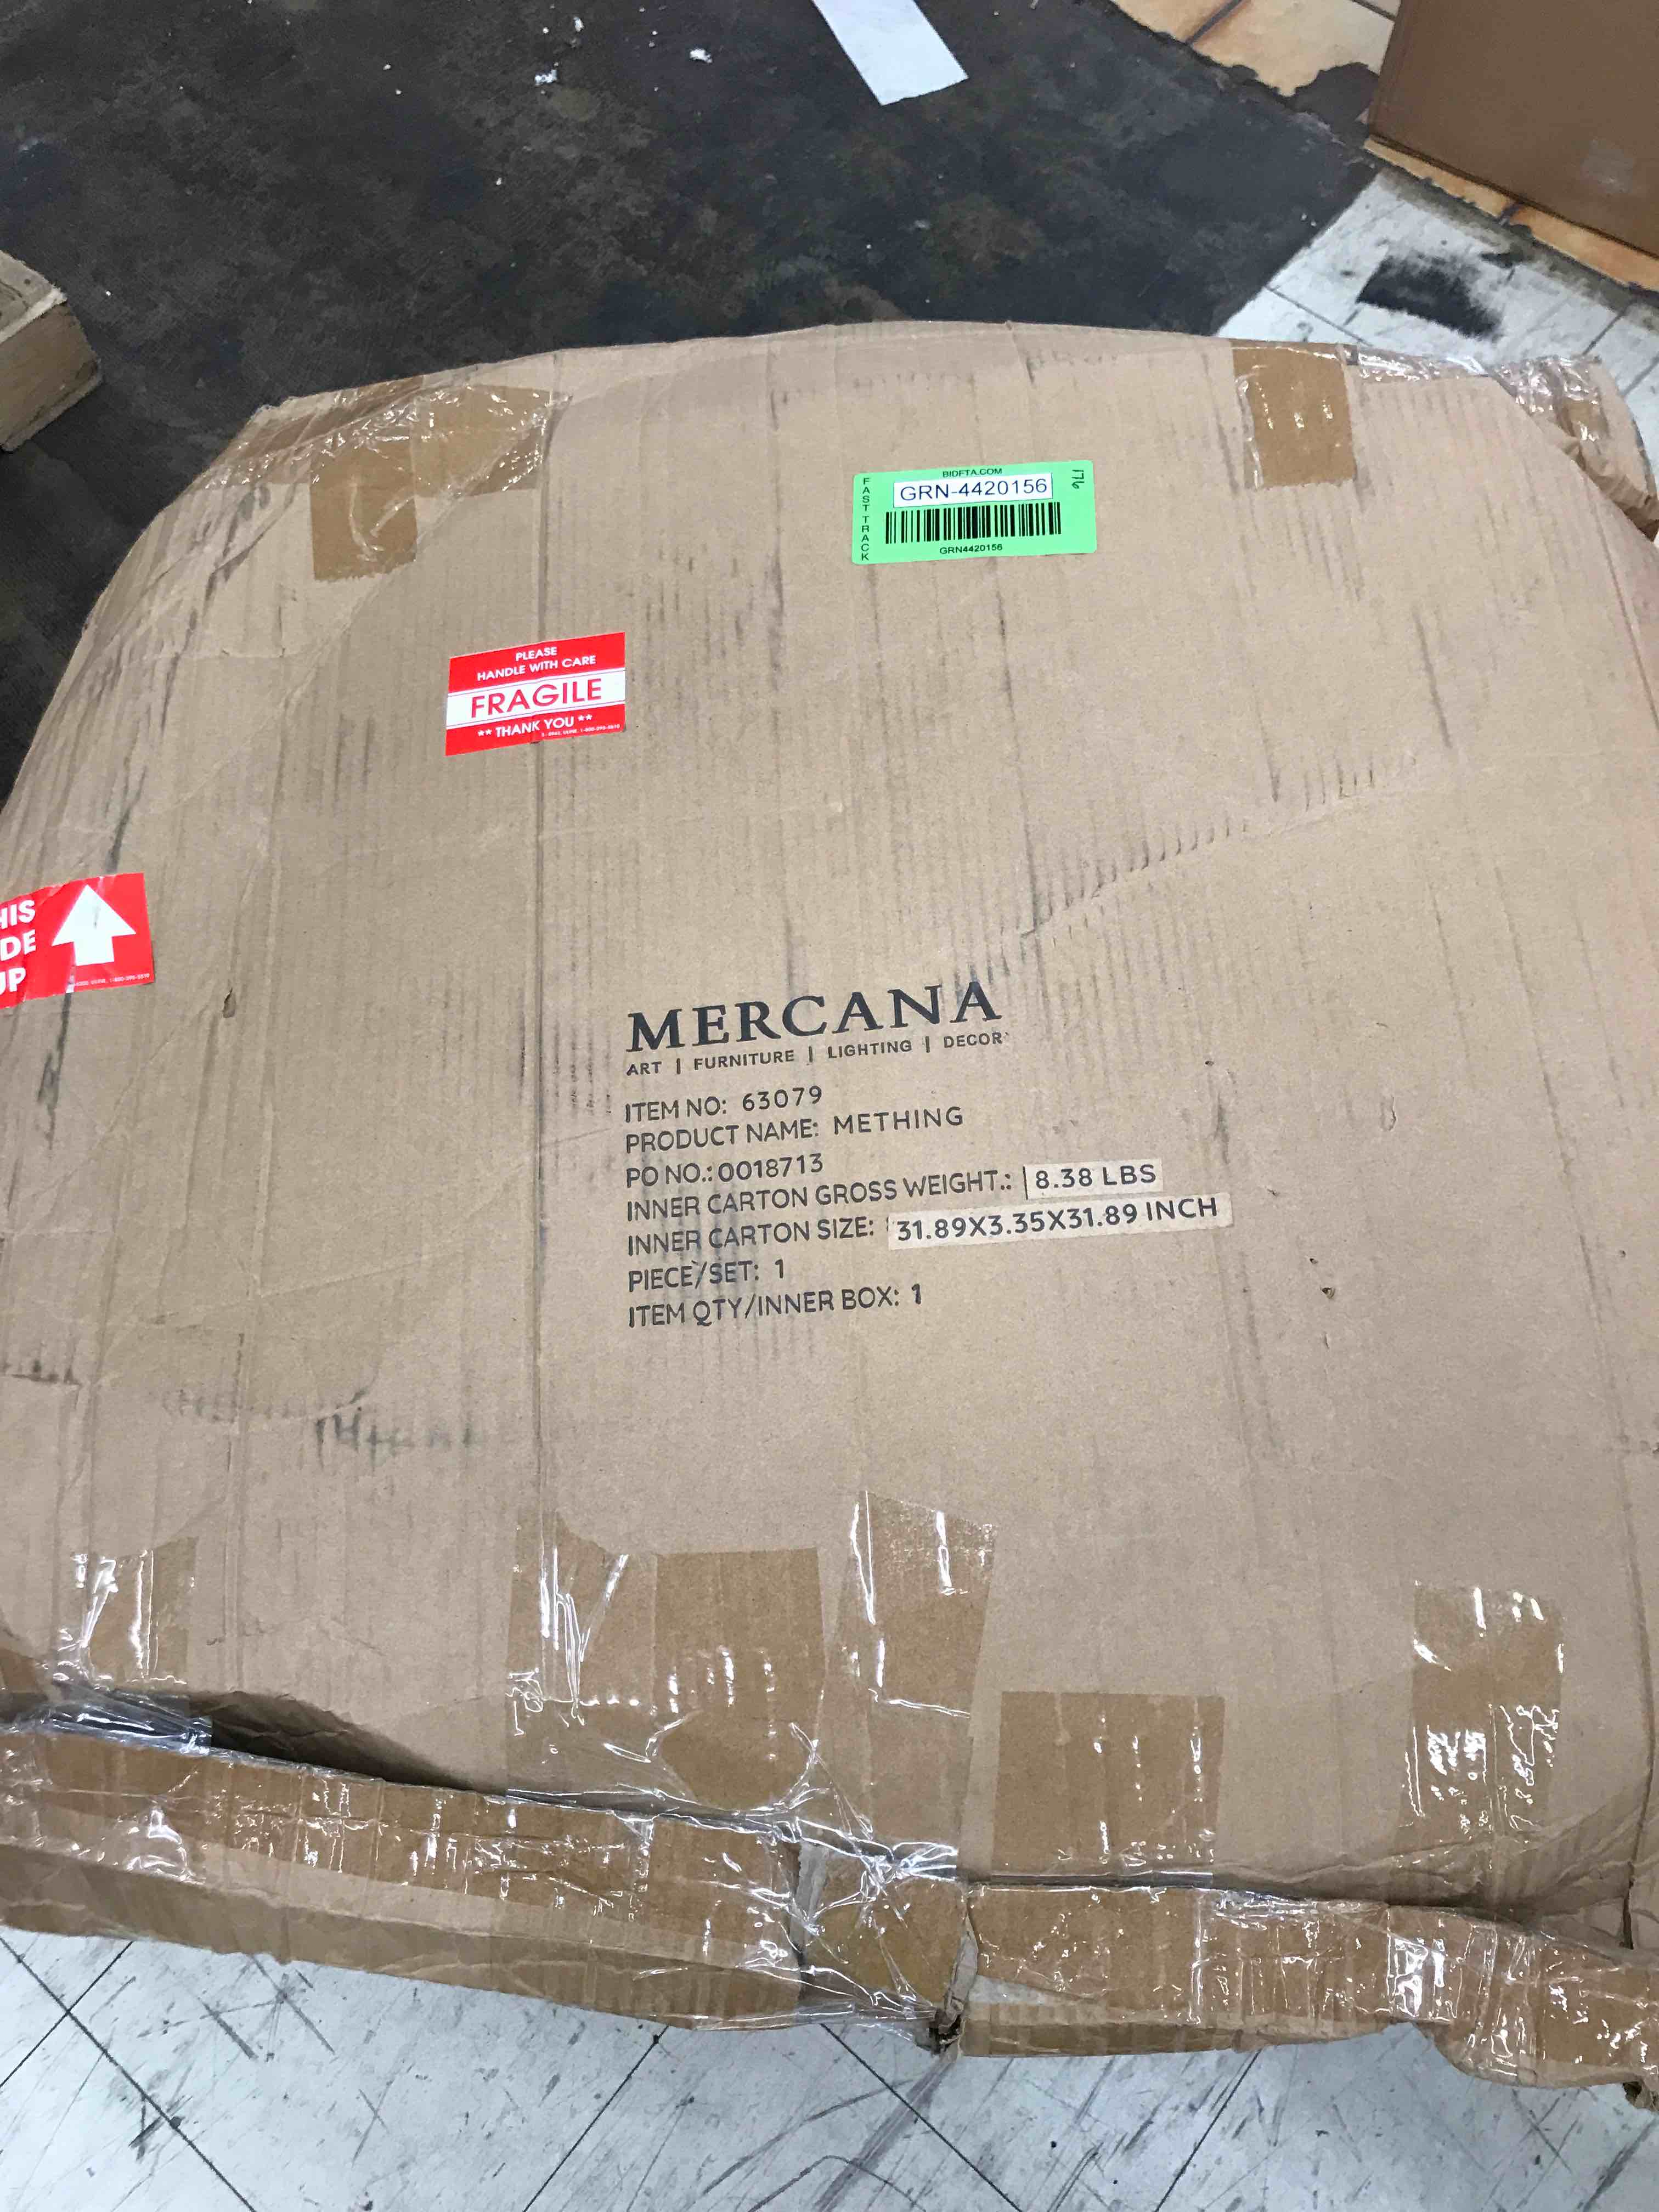 BIDFTA.COM
FAST TRACK
GRN-4420156
176
GRN4420156
PLEASE
HANDLE WITH CARE
FRAGILE
** THANK YOU **
HIS
DE
UP
MERCANA
ART | FURNITURE | LIGHTING | DECOR
ITEM NO: 63079
PRODUCT NAME: METHING
PO NO.:0018713
INNER CARTON GROSS WEIGHT.: 8.38 LBS
INNER CARTON SIZE: 31.89X3.35X31.89 INCH
PIECE/SET: 1
ITEM QTY/INNER BOX: 1